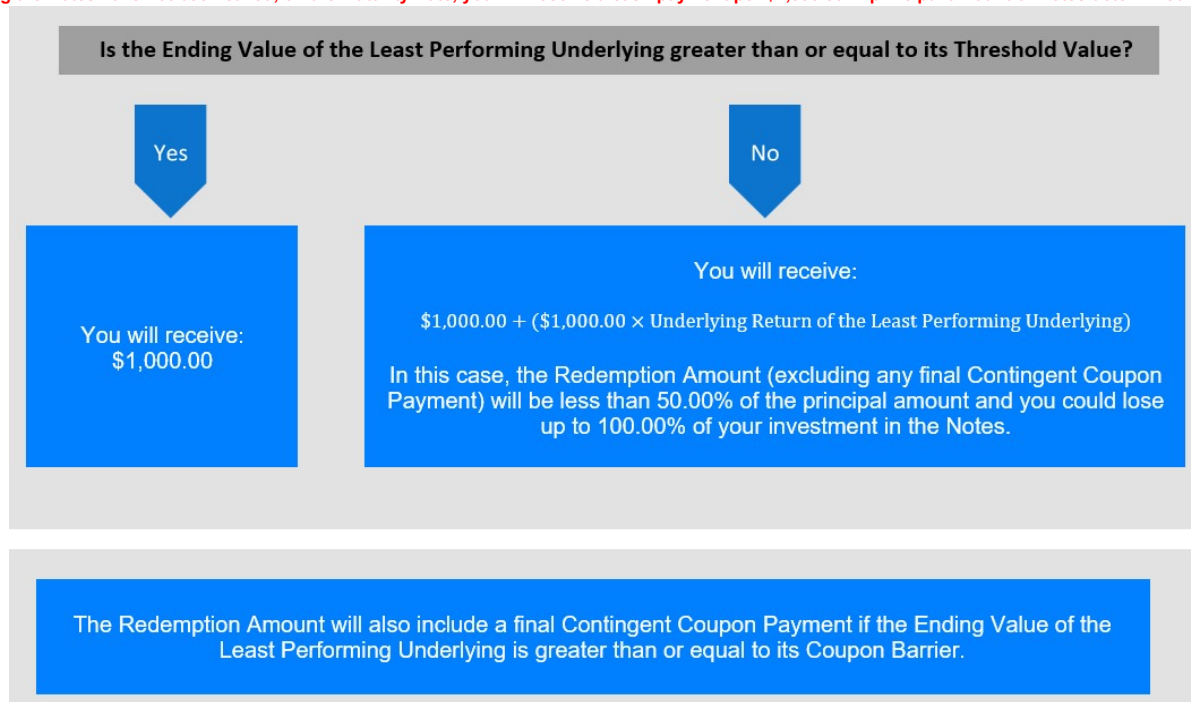 Is the Ending Value of the Least Performing Underlying greater than or equal to its Threshold Value?
Yes
No
You will receive:
$1,000.00
You will receive:
$1,000.00 + ($1,000.00 × Underlying Return of the Least Performing Underlying)
In this case, the Redemption Amount (excluding any final Contingent Coupon
Payment) will be less than 50.00% of the principal amount and you could lose
up to 100.00% of your investment in the Notes.
The Redemption Amount will also include a final Contingent Coupon Payment if the Ending Value of the
Least Performing Underlying is greater than or equal to its Coupon Barrier.